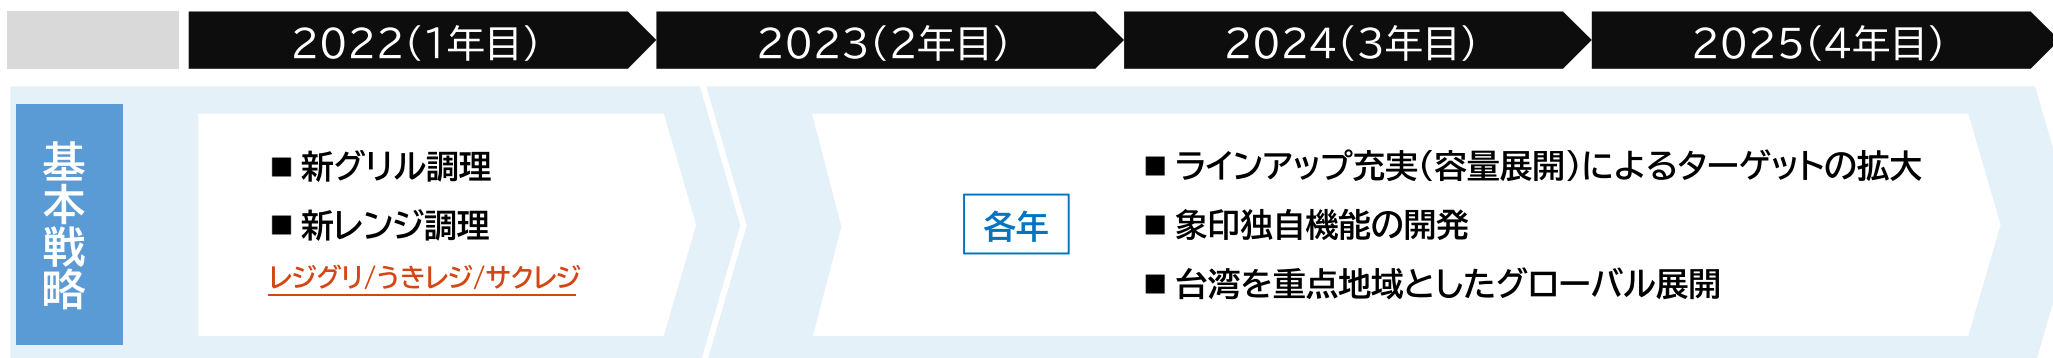 2022（1年目）
2023（2年目）
2024（3年目）
2025（4年目）
基本戦略
■ 新グリル調理
■ 新レンジ調理
レジグリ/うきレジ/サクレジ
各年
■ ラインアップ充実（容量展開）によるターゲットの拡大
■ 象印独自機能の開発
■ 台湾を重点地域としたグローバル展開